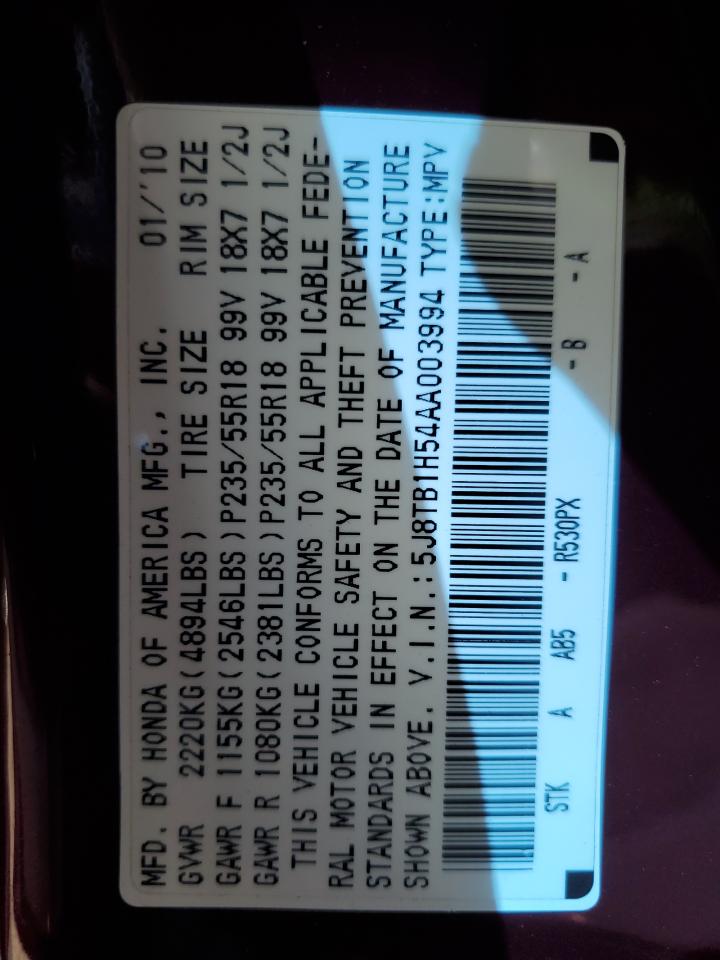 MFD. BY HONDA OF AMERICA MFG., INC. 01/'10
GVWR 2220KG(4894LBS) TIRE SIZE RIM SIZE
GAWR F 1155KG(2546LBS)P235/55R18 99V 18X7 1/2J
GAWR R 1080KG(2381LBS)P235/55R18 99V 18X7 1/2J
THIS VEHICLE CONFORMS TO ALL APPLICABLE FEDE-
RAL MOTOR VEHICLE SAFETY AND THEFT PREVENTION
STANDARDS IN EFFECT ON THE DATE OF MANUFACTURE
SHOWN ABOVE. V.I.N.:5J8TB1H54AA003994 TYPE:MPV
STK A AB5 - R530PX - B - A